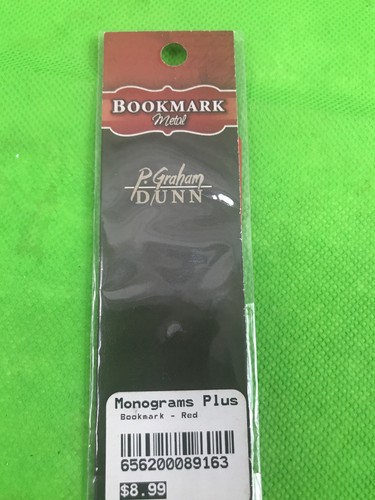 BOOKMARK
Metal
P. Graham
DUNN
Monograms Plus
Bookmark - Red
656200089163
$8.99